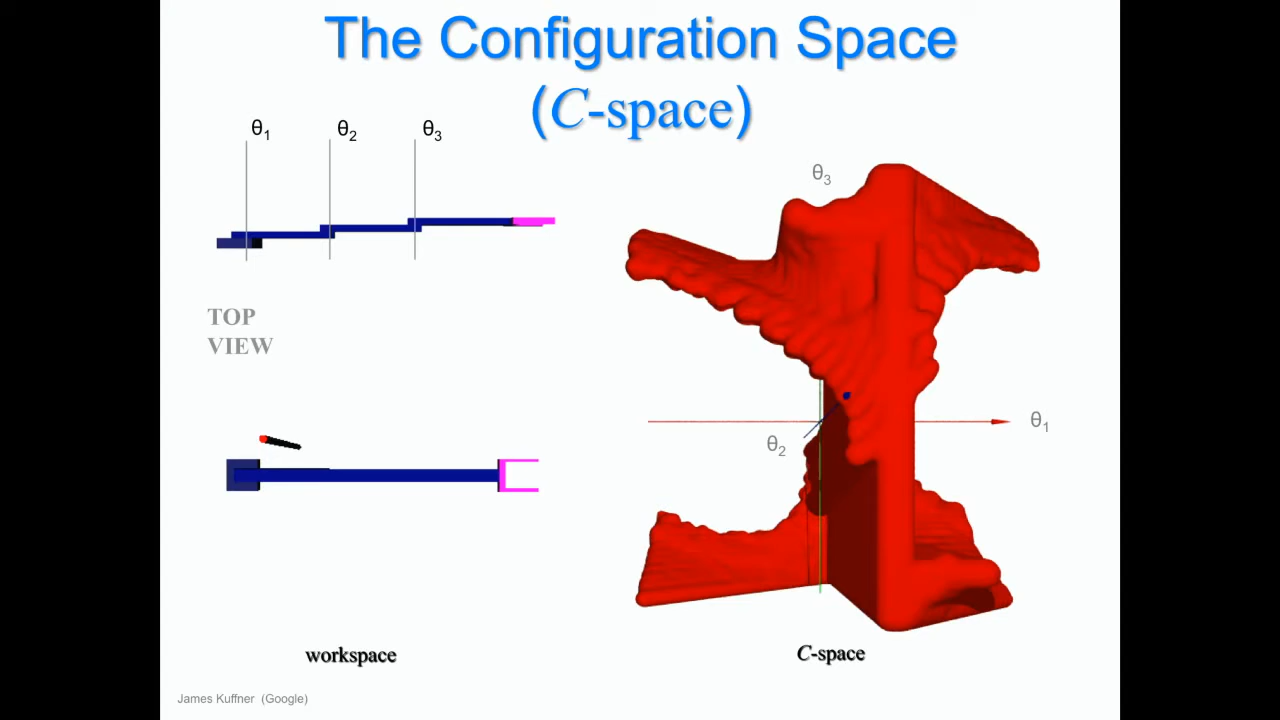 The Configuration Space
(C-space)
θ1
θ2
θ3
TOP
VIEW
workspace
θ3
θ1
θ2
C-space
James Kuffner (Google)